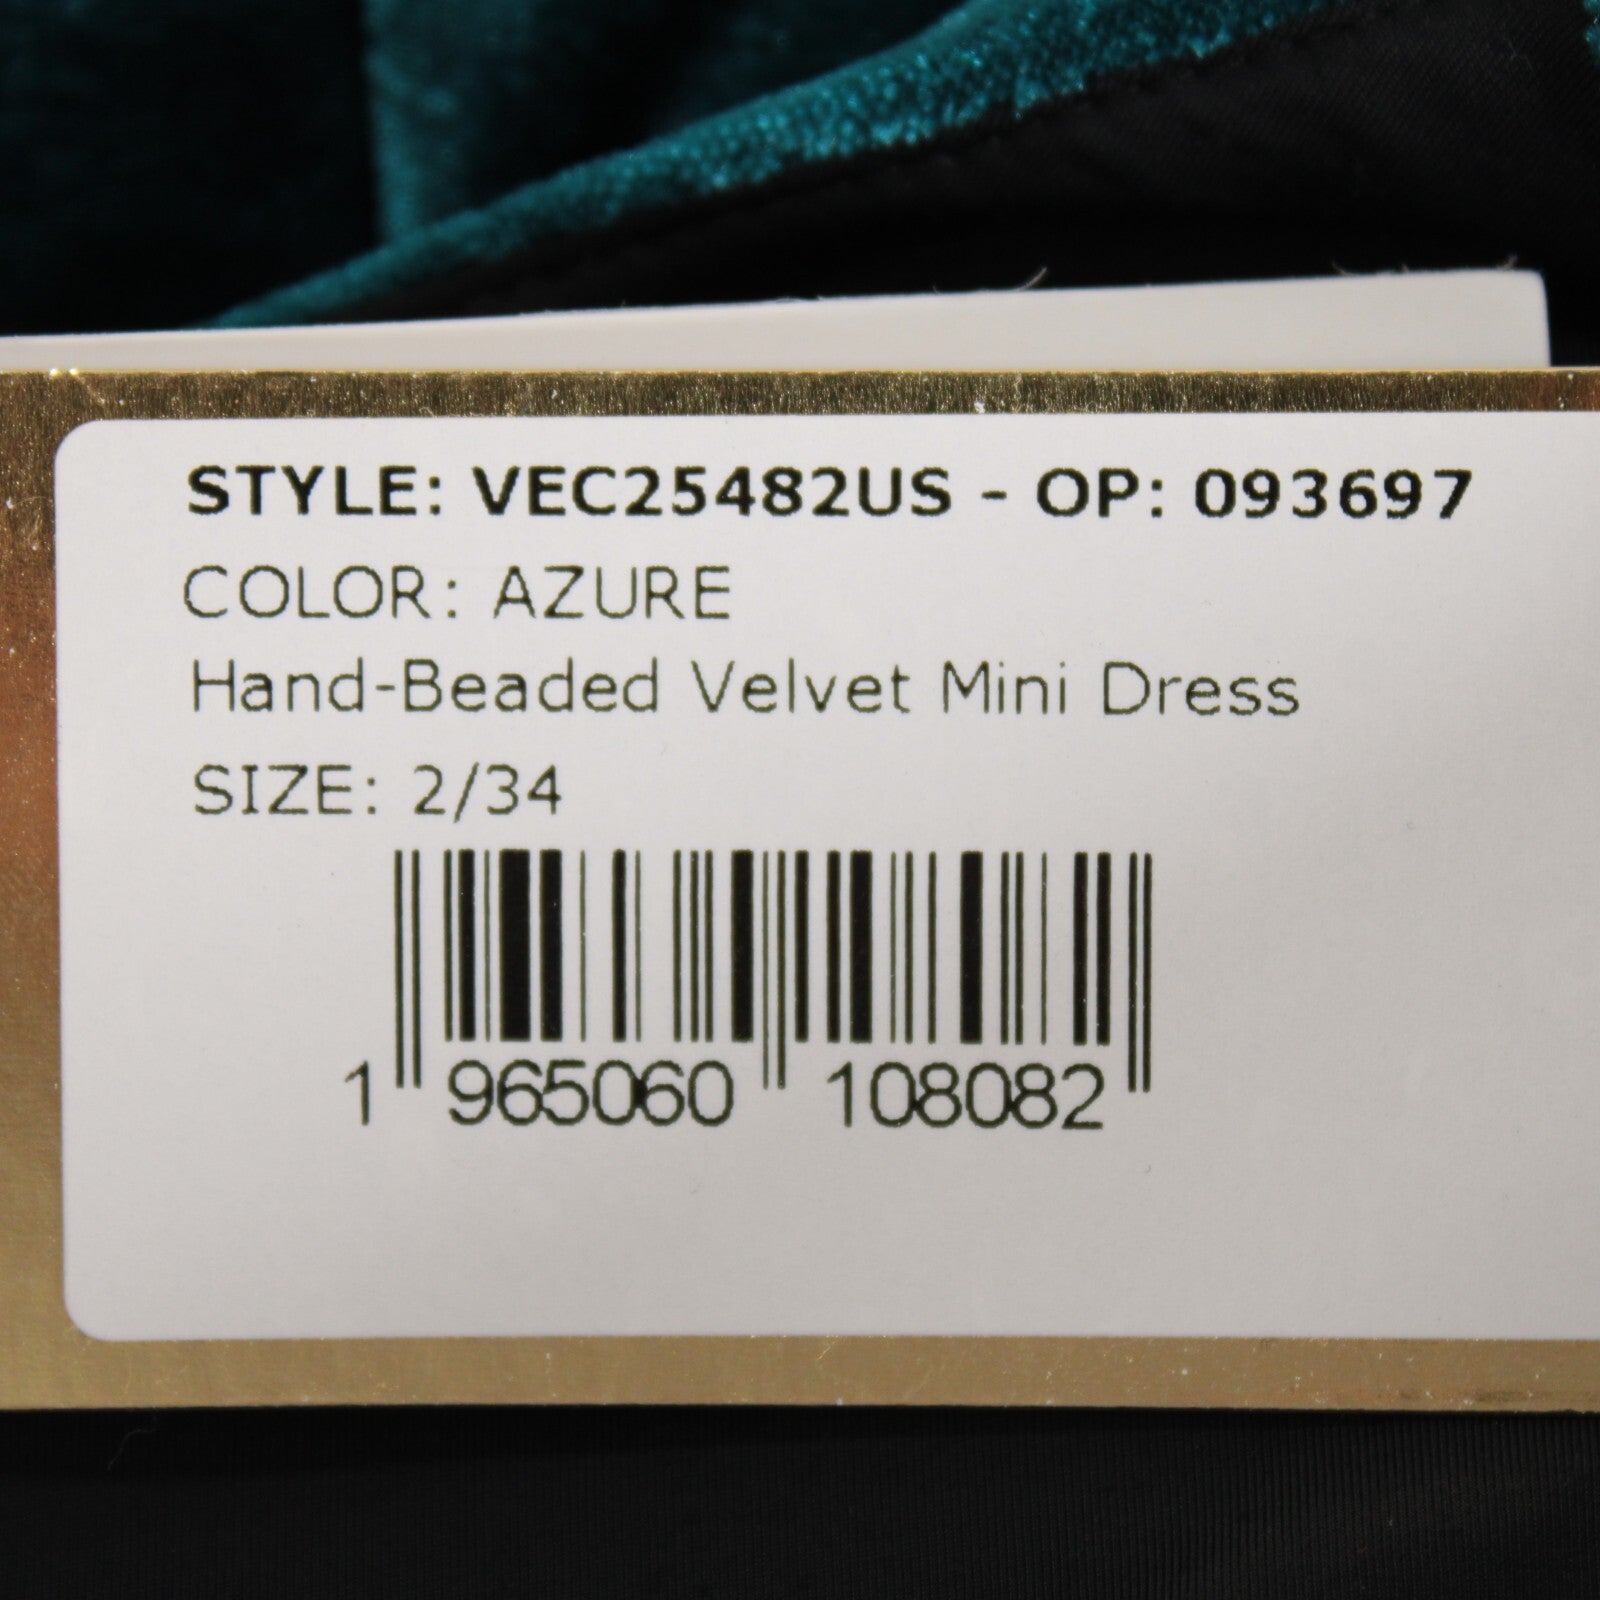 STYLE: VEC25482US - OP: 093697
COLOR: AZURE
Hand-Beaded Velvet Mini Dress
SIZE: 2/34
1 965060 108082